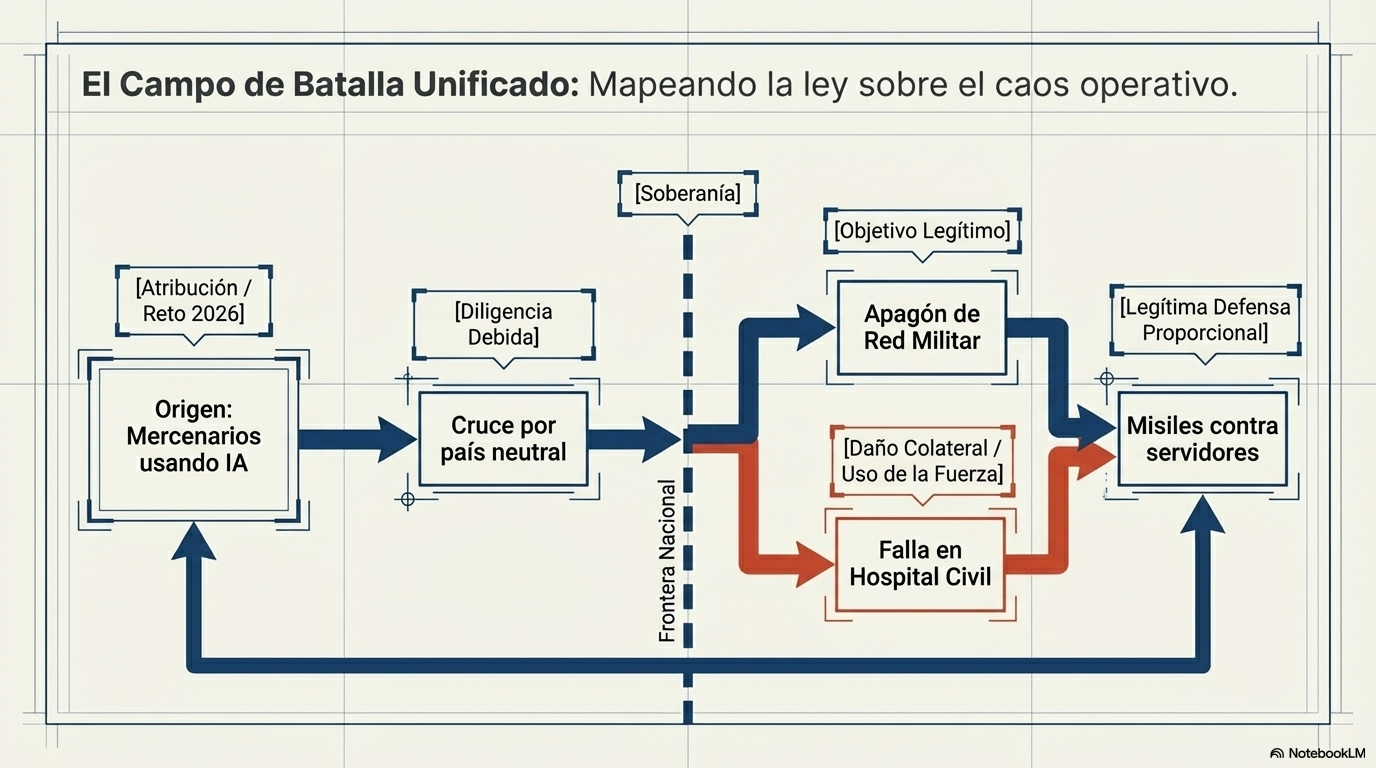 El Campo de Batalla Unificado: Mapeando la ley sobre el caos operativo.
[Atribución /
Reto 2026]
Origen:
Mercenarios
usando IA
[Diligencia
Debida]
Cruce por
país neutral
[Soberanía]
Frontera Nacional
[Objetivo Legítimo]
Apagón de
Red Militar
[Daño Colateral /
Uso de la Fuerza]
Falla en
Hospital Civil
[Legítima Defensa
Proporcional]
Misiles contra
servidores
NotebookLM